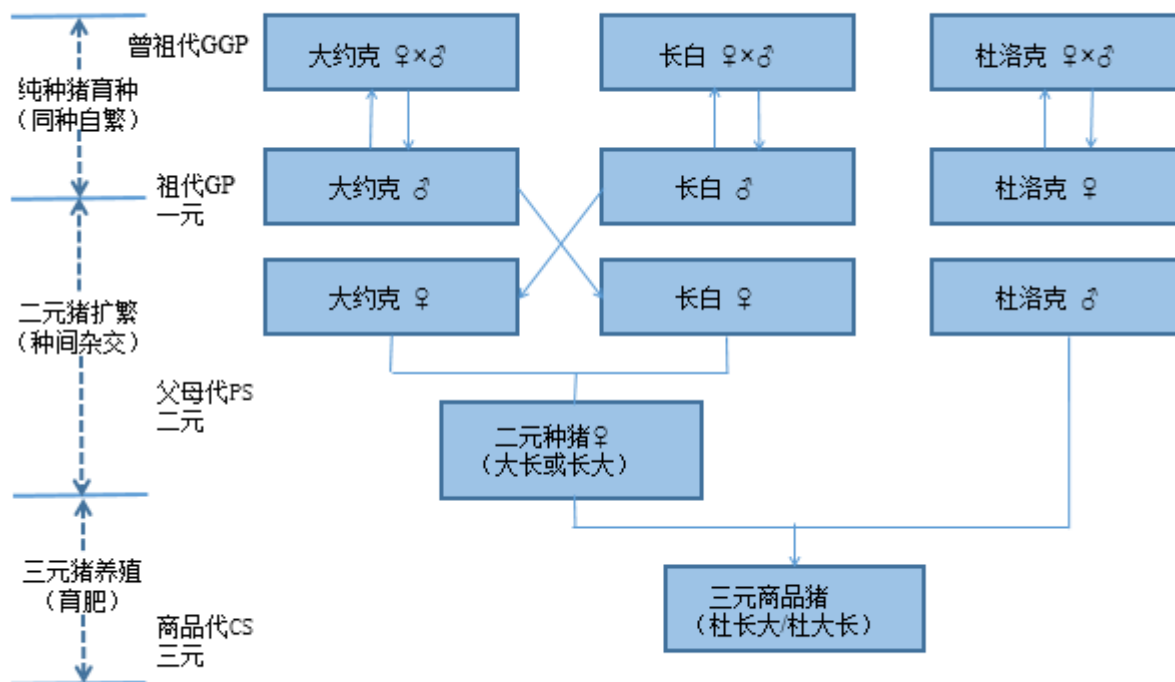 曾祖代GGP
大约克 ♀×♂
长白 ♀×♂
杜洛克 ♀×♂
纯种猪育种
（同种自繁）
祖代GP
一元
大约克 ♂
长白 ♂
杜洛克 ♀
大约克 ♀
长白 ♀
杜洛克 ♂
二元猪扩繁
（种间杂交）
父母代PS
二元
二元种猪♀
（大长或长大）
三元猪养殖
（育肥）
商品代CS
三元
三元商品猪
（杜长大/杜大长）